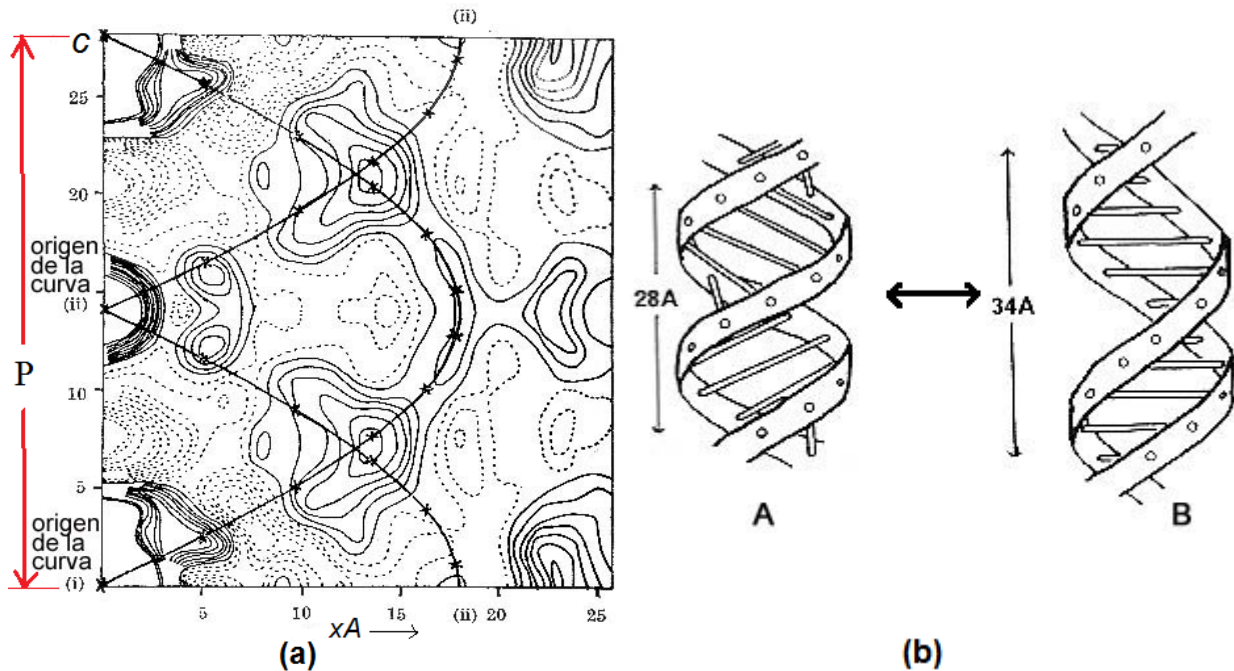 (ii)
C
25
20
P
origen
de la
curva
(ii)
10
5
origen
de la
curva
(i)
5
10
15
(ii)
20
25
xA
(a)
28A
34A
A
B
(b)